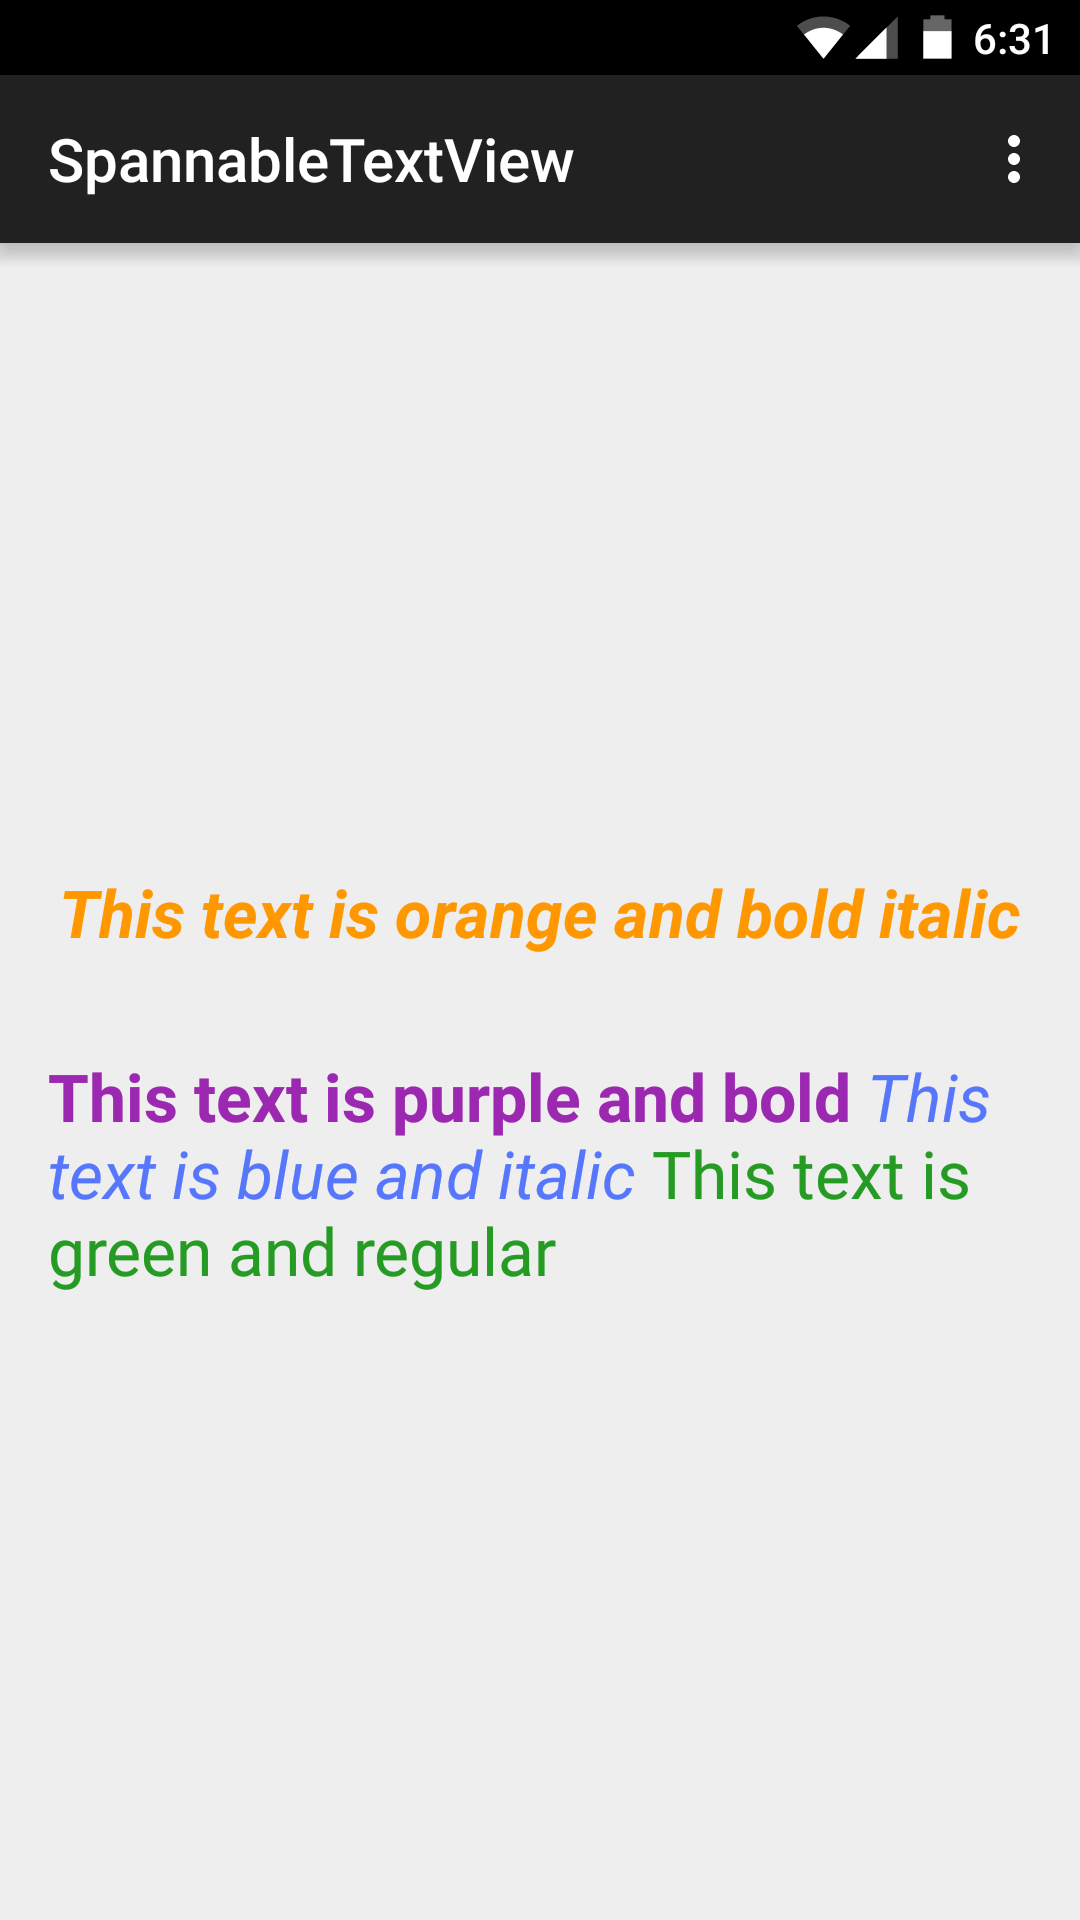 6:31
SpannableTextView
This text is orange and bold italic
This text is purple and bold This
text is blue and italic This text is
green and regular